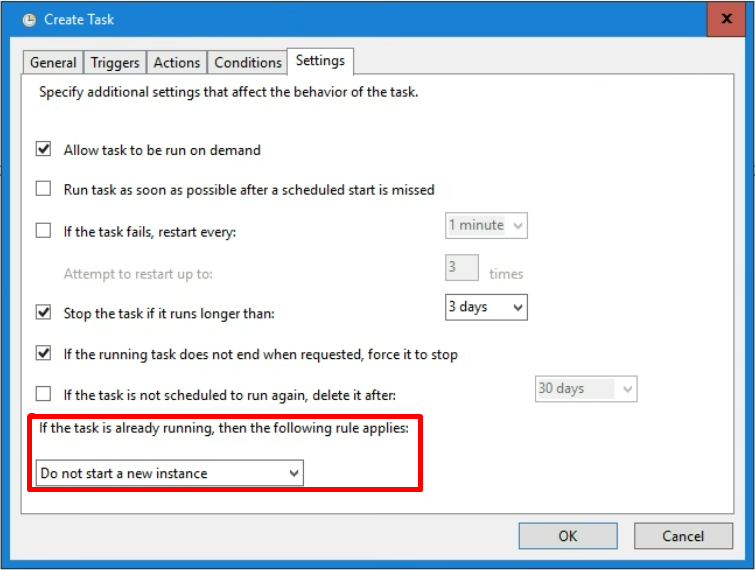 Create Task
x
General Triggers Actions Conditions Settings
Specify additional settings that affect the behavior of the task.
Allow task to be run on demand
Run task as soon as possible after a scheduled start is missed
If the task fails, restart every: 1 minute
Attempt to restart up to: 3 times
Stop the task if it runs longer than: 3 days
If the running task does not end when requested, force it to stop
If the task is not scheduled to run again, delete it after: 30 days
If the task is already running, then the following rule applies:
Do not start a new instance
OK Cancel